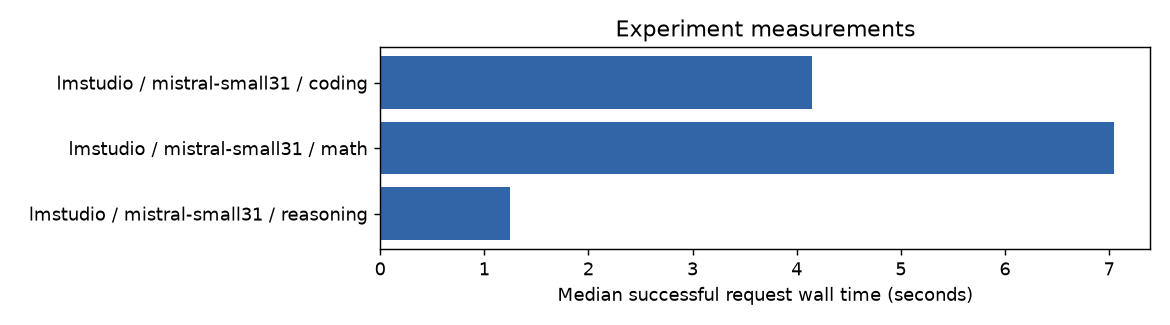 Experiment measurements
lmstudio / mistral-small31 / coding
lmstudio / mistral-small31 / math
lmstudio / mistral-small31 / reasoning
0 1 2 3 4 5 6 7
Median successful request wall time (seconds)